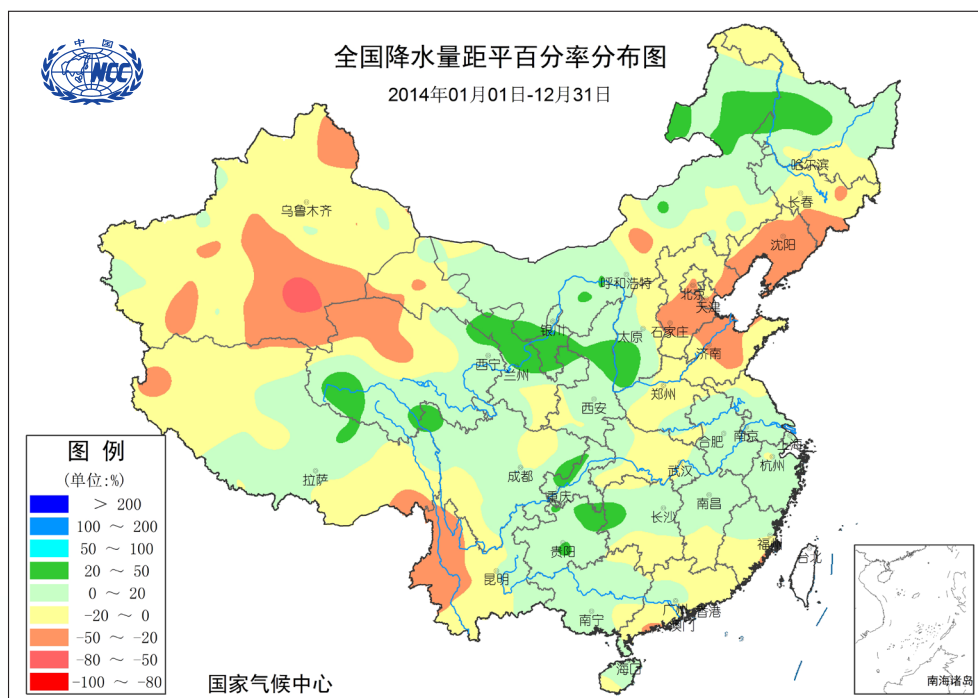 中国
NCC
全国降水量距平百分率分布图
2014年01月01日-12月31日
哈尔滨
长春
乌鲁木齐
沈阳
呼和浩特
北京
天津
银川
太原
石家庄
济南
西宁
兰州
郑州
西安
合肥
南京
上海
拉萨
成都
武汉
杭州
重庆
南昌
长沙
贵阳
福州
台北
昆明
南宁
广州
香港
澳门
海口
图 例
(单位:%)
> 200
100 ~ 200
50 ~ 100
20 ~ 50
0 ~ 20
-20 ~ 0
-50 ~ -20
-80 ~ -50
-100 ~ -80
国家气候中心
南海诸岛